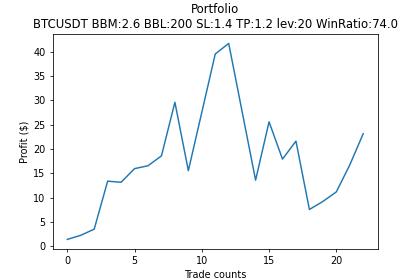 Portfolio
BTCUSDT BBM:2.6 BBL:200 SL:1.4 TP:1.2 lev:20 WinRatio:74.0
Profit ($)
40
35
30
25
20
15
10
5
0
0 5 10 15 20
Trade counts